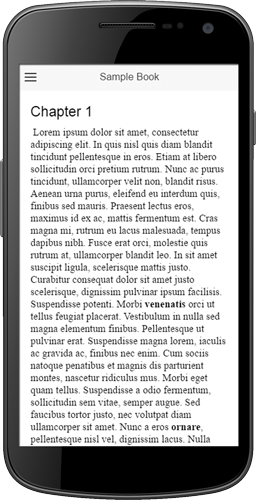 Sample Book
Chapter 1
Lorem ipsum dolor sit amet, consectetur
adipiscing elit. In quis nisl quis diam blandit
tincidunt pellentesque in eros. Etiam at libero
sollicitudin orci pretium rutrum. Nunc ac purus
tincidunt, ullamcorper velit non, blandit risus.
Aenean urna purus, eleifend eu interdum quis,
finibus sed mauris. Praesent lectus eros,
maximus id ex ac, mattis fermentum est. Cras
magna mi, rutrum eu lacus malesuada, tempus
dapibus nibh. Fusce erat orci, molestie quis
rutrum at, ullamcorper blandit leo. In sit amet
suscipit ligula, scelerisque mattis justo.
Curabitur consequat dolor sit amet justo
scelerisque, dignissim pulvinar ipsum facilisis.
Suspendisse potenti. Morbi venenatis orci ut
tellus feugiat placerat. Vestibulum in nulla sed
magna elementum finibus. Pellentesque ut
pulvinar erat. Suspendisse magna lorem, iaculis
ac gravida ac, finibus nec enim. Cum sociis
natoque penatibus et magnis dis parturient
montes, nascetur ridiculus mus. Morbi eget
quam tellus. Suspendisse a odio fermentum,
sollicitudin sem vitae, semper augue. Sed
faucibus tortor justo, nec volutpat diam
ullamcorper sit amet. Nunc a eros ornare,
pellentesque nisl vel, dignissim lacus. Nulla